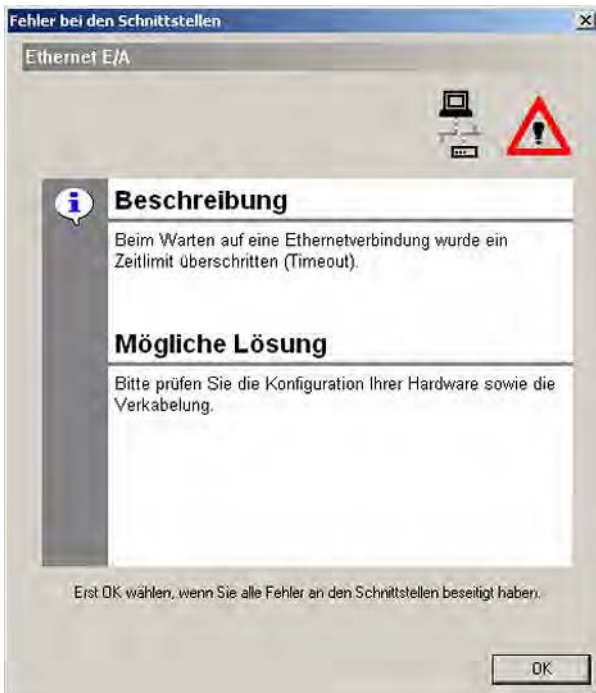 Fehler bei den Schnittstellen
Ethernet E/A
Beschreibung
Beim Warten auf eine Ethernetverbindung wurde ein
Zeitlimit überschritten (Timeout).
Mögliche Lösung
Bitte prüfen Sie die Konfiguration Ihrer Hardware sowie die
Verkabelung.
Erst OK wählen, wenn Sie alle Fehler an den Schnittstellen beseitigt haben.
OK